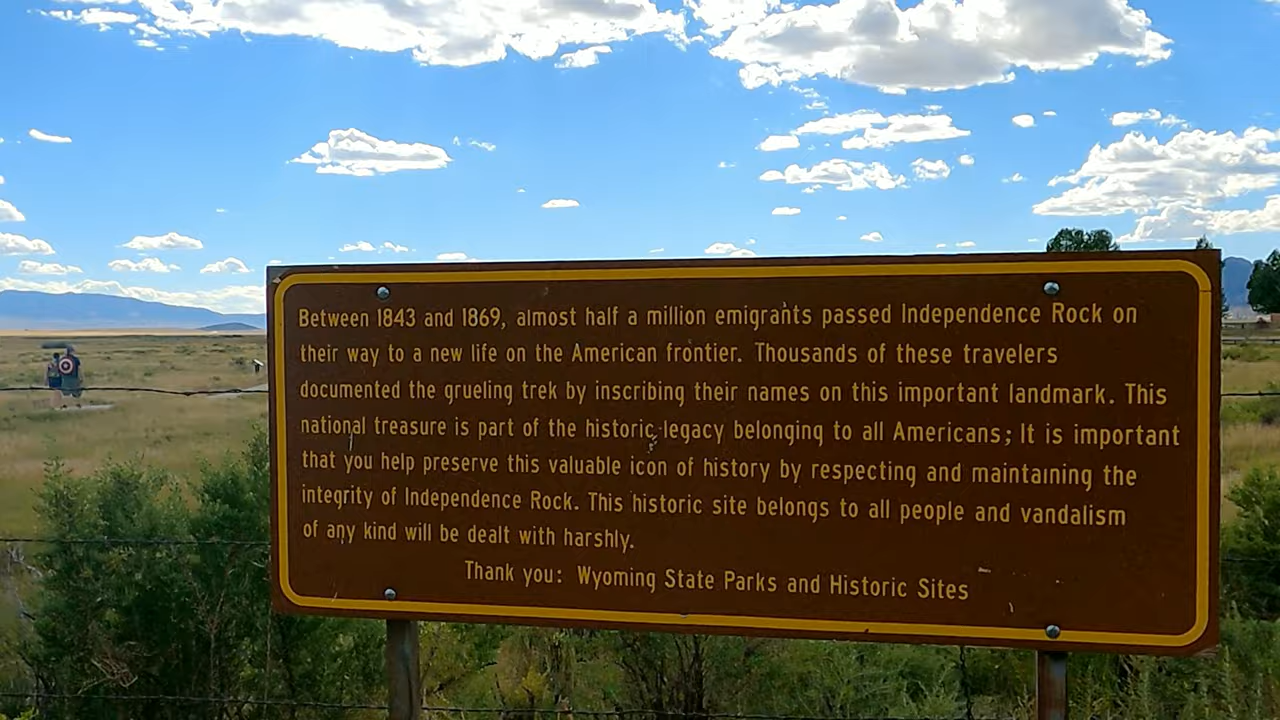 Between 1843 and 1869, almost half a million emigrants passed Independence Rock on
their way to a new life on the American frontier. Thousands of these travelers
documented the grueling trek by inscribing their names on this important landmark. This
national treasure is part of the historic legacy belonging to all Americans; It is important
that you help preserve this valuable icon of history by respecting and maintaining the
integrity of Independence Rock. This historic site belongs to all people and vandalism
of any kind will be dealt with harshly.
Thank you: Wyoming State Parks and Historic Sites